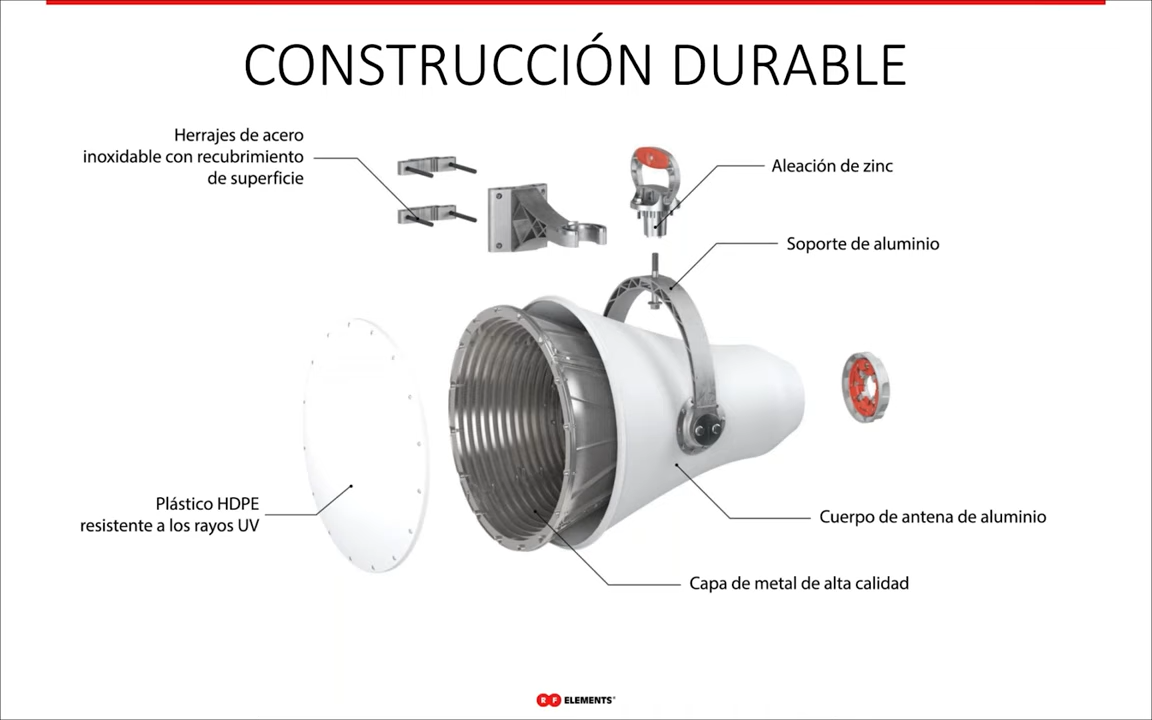 CONSTRUCCIÓN DURABLE
Herrajes de acero
inoxidable con recubrimiento
de superficie
Aleación de zinc
Soporte de aluminio
Plástico HDPE
resistente a los rayos UV
Cuerpo de antena de aluminio
Capa de metal de alta calidad
RF ELEMENTS